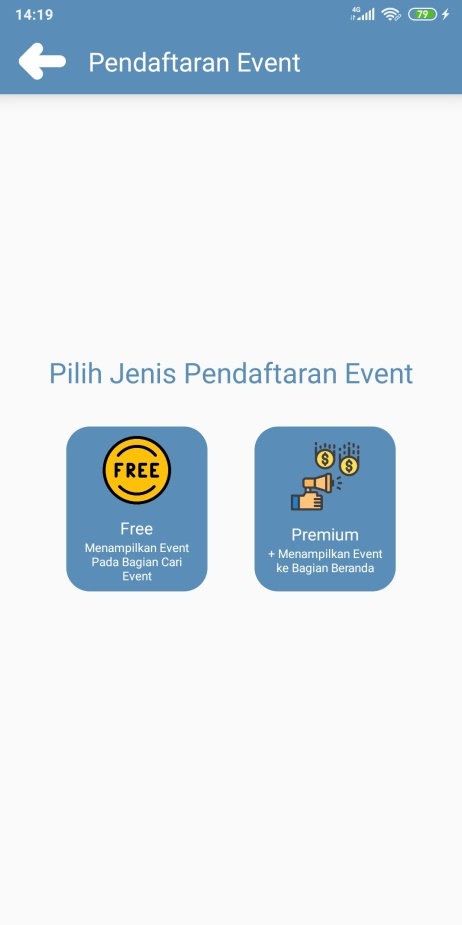 14:19
4G
79
Pendaftaran Event
Pilih Jenis Pendaftaran Event
FREE
Free
Menampilkan Event
Pada Bagian Cari
Event
$
$
Premium
+ Menampilkan Event
ke Bagian Beranda